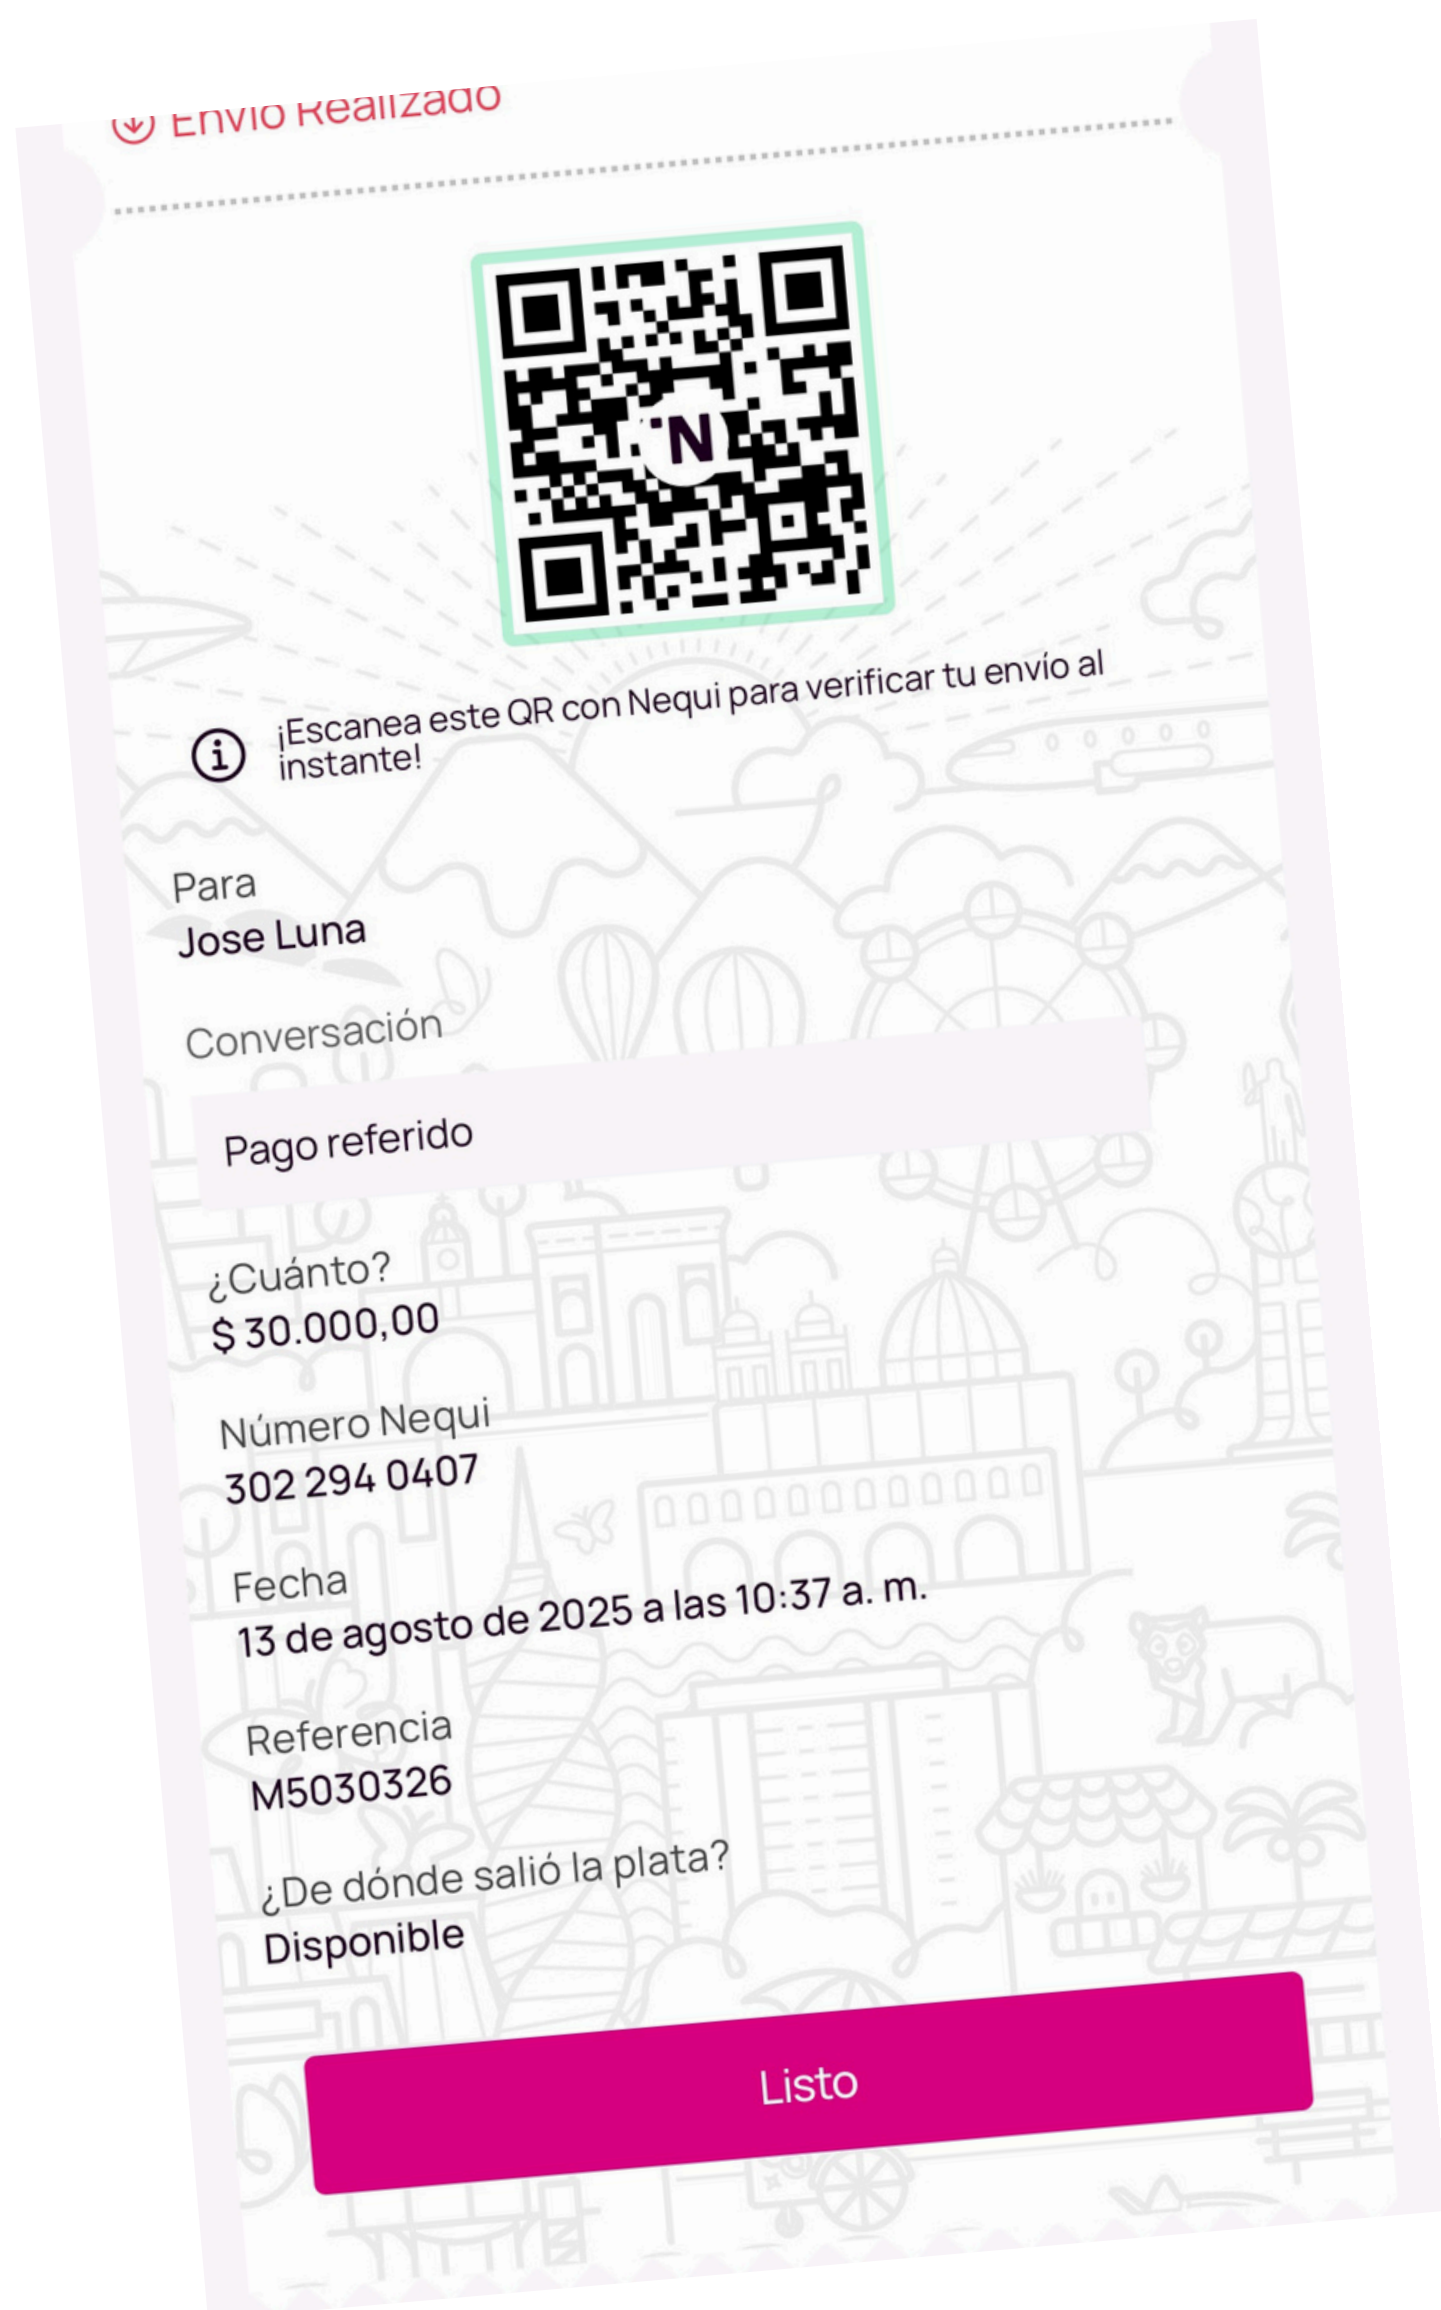 Envío Realizado
N
¡Escanea este QR con Nequi para verificar tu envío al
instante!
Para
Jose Luna
Conversación
Pago referido
¿Cuánto?
$ 30.000,00
Número Nequi
302 294 0407
Fecha
13 de agosto de 2025 a las 10:37 a. m.
Referencia
M5030326
¿De dónde salió la plata?
Disponible
Listo